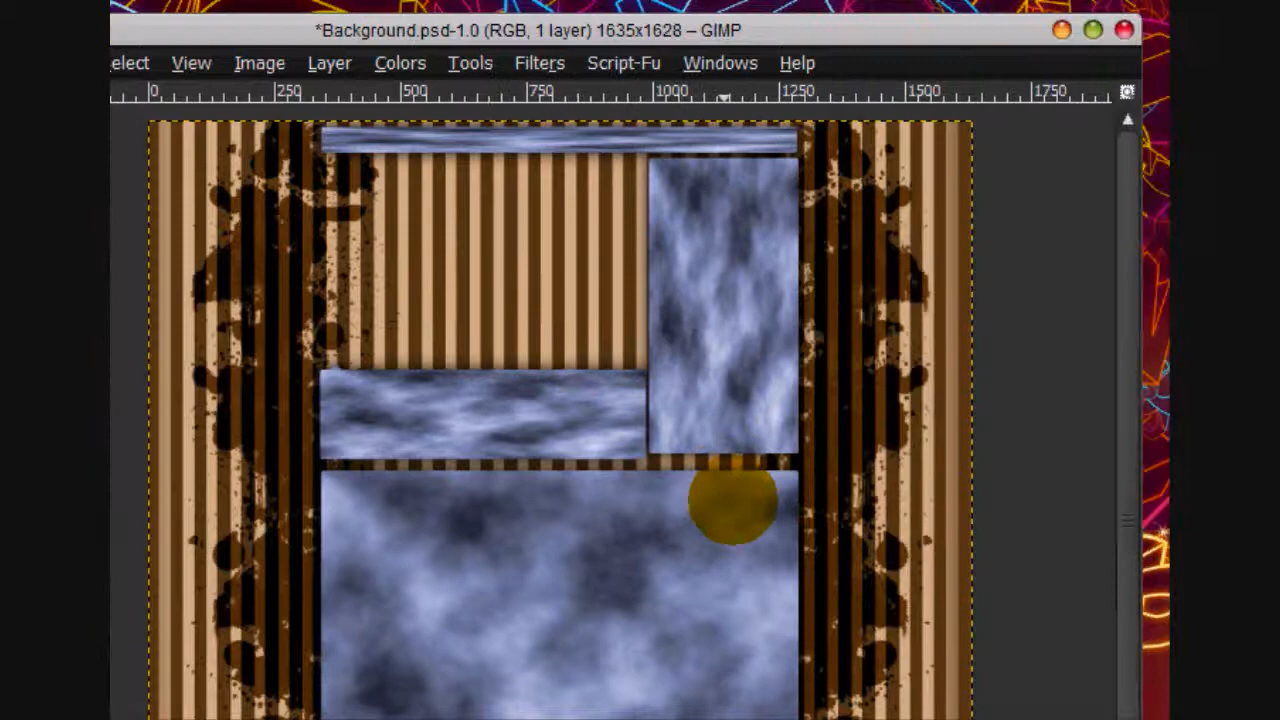 *Background.psd-1.0 (RGB, 1 layer) 1635x1628 – GIMP
elect View Image Layer Colors Tools Filters Script-Fu Windows Help
0 250 500 750 1000 1250 1500 1750